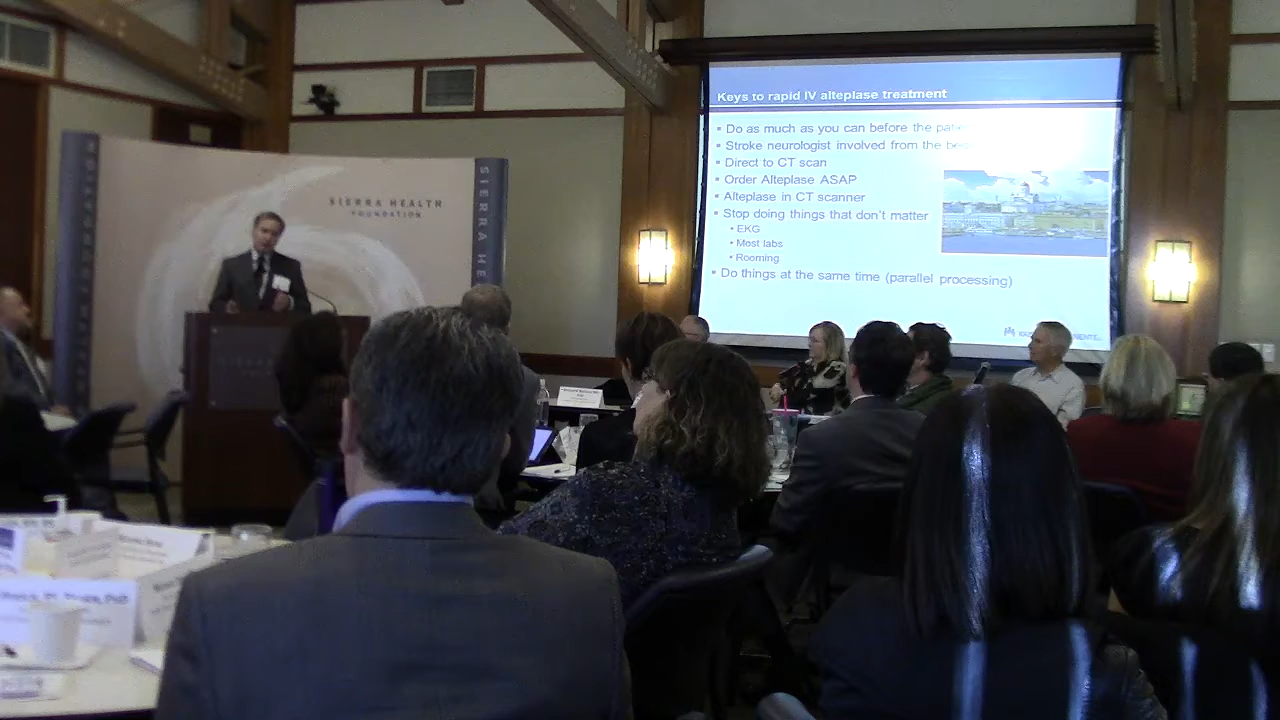 SIERRA HEALTH
FOUNDATION
SIERRA HE
Keys to rapid IV alteplase treatment
▪ Do as much as you can before the
▪ Stroke neurologist involved from the
▪ Direct to CT scan
▪ Order Alteplase ASAP
▪ Alteplase in CT scanner
▪ Stop doing things that don't matter
• EKG
• Most labs
• Rooming
▪ Do things at the same time (parallel processing)